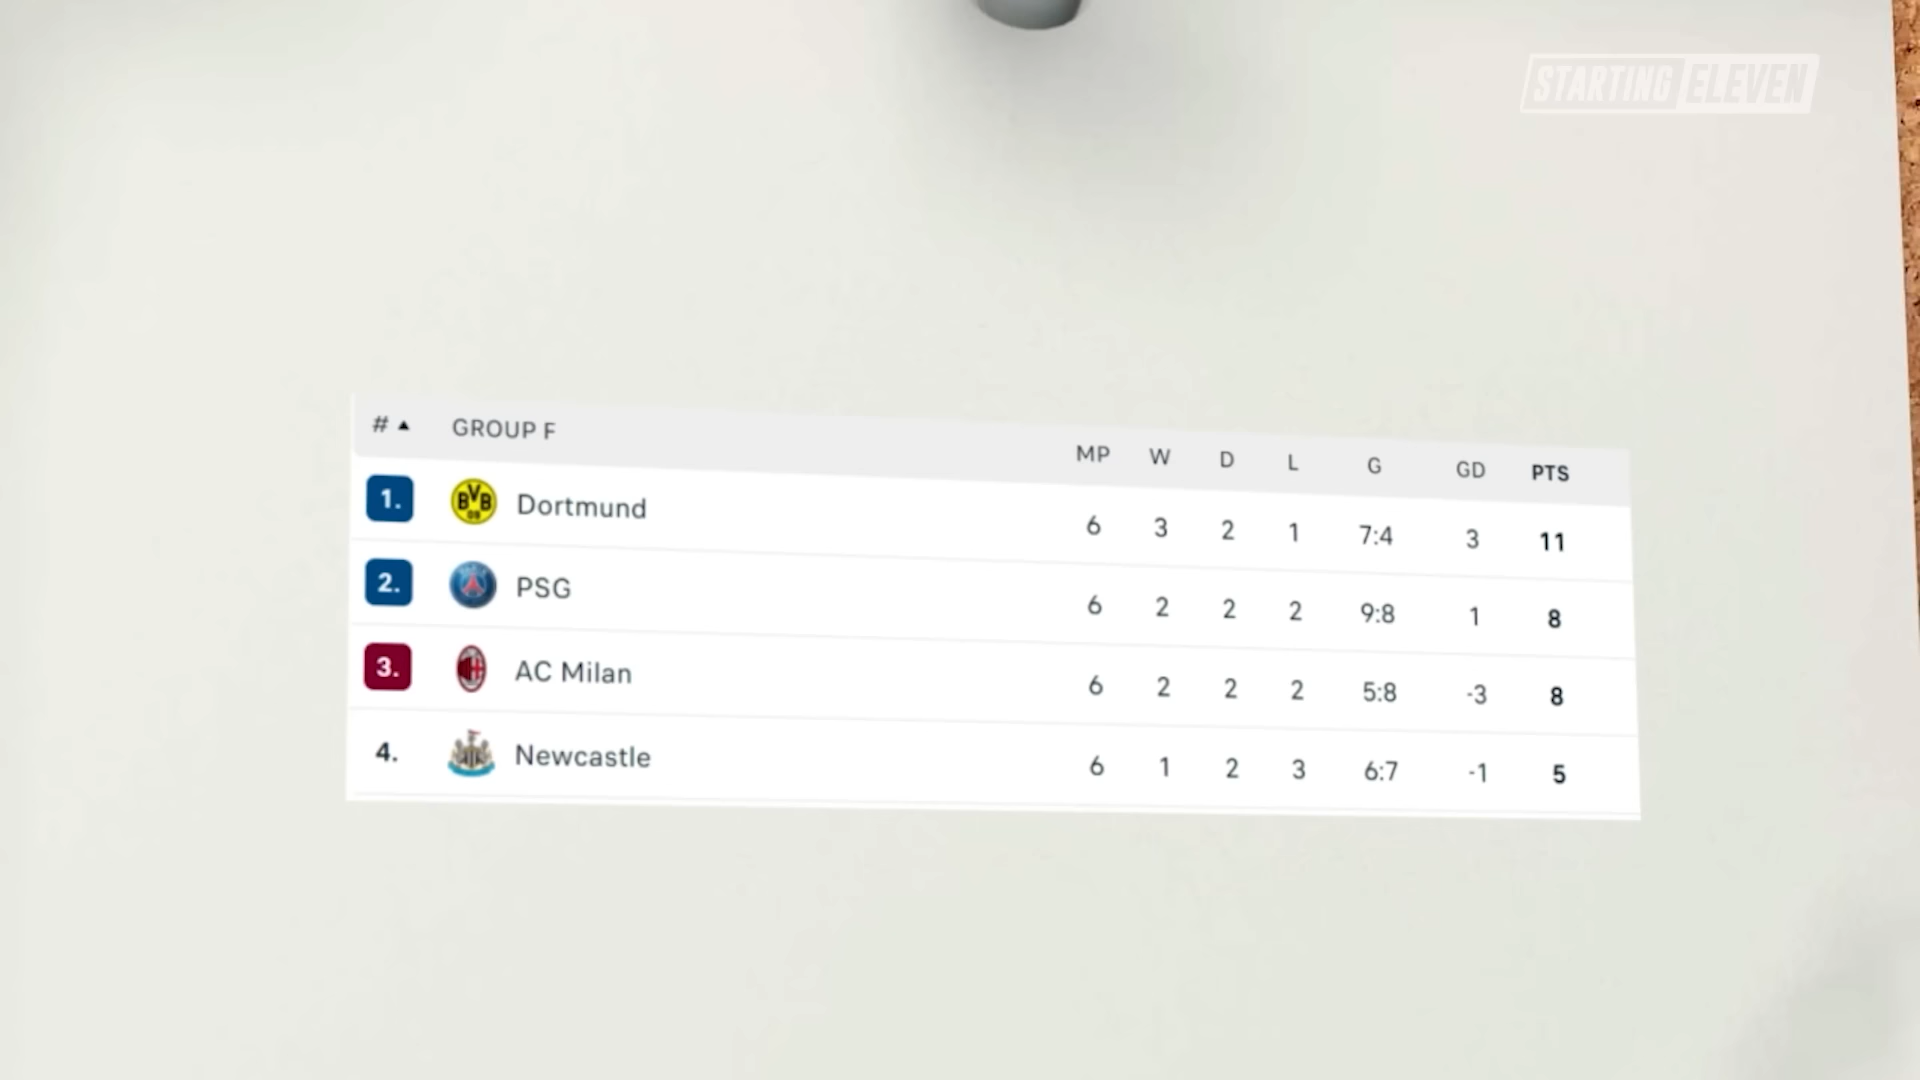 STARTING ELEVEN
# ▲ GROUP F MP W D L G GD PTS
1. BVB 09 Dortmund 6 3 2 1 7:4 3 11
2. PSG 6 2 2 2 9:8 1 8
3. AC Milan 6 2 2 2 5:8 -3 8
4. Newcastle 6 1 2 3 6:7 -1 5